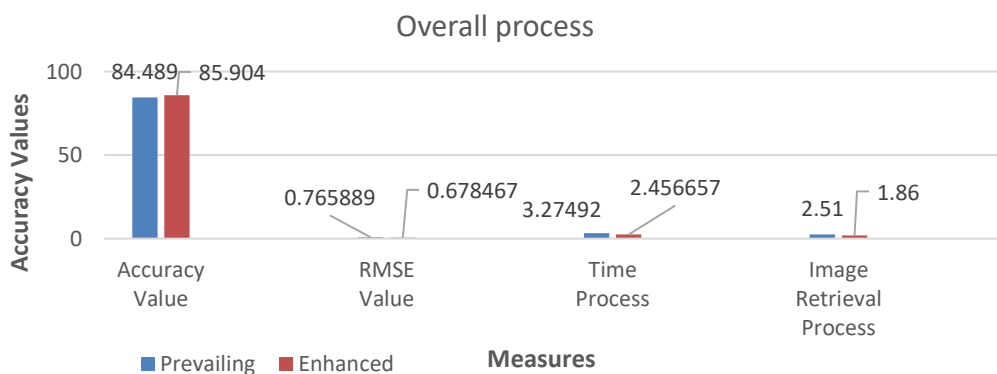 Overall process
Accuracy Values
100
50
0
84.489
85.904
0.765889
0.678467
3.27492
2.456657
2.51
1.86
Accuracy
Value
RMSE
Value
Time
Process
Image
Retrieval
Process
Measures
Prevailing
Enhanced